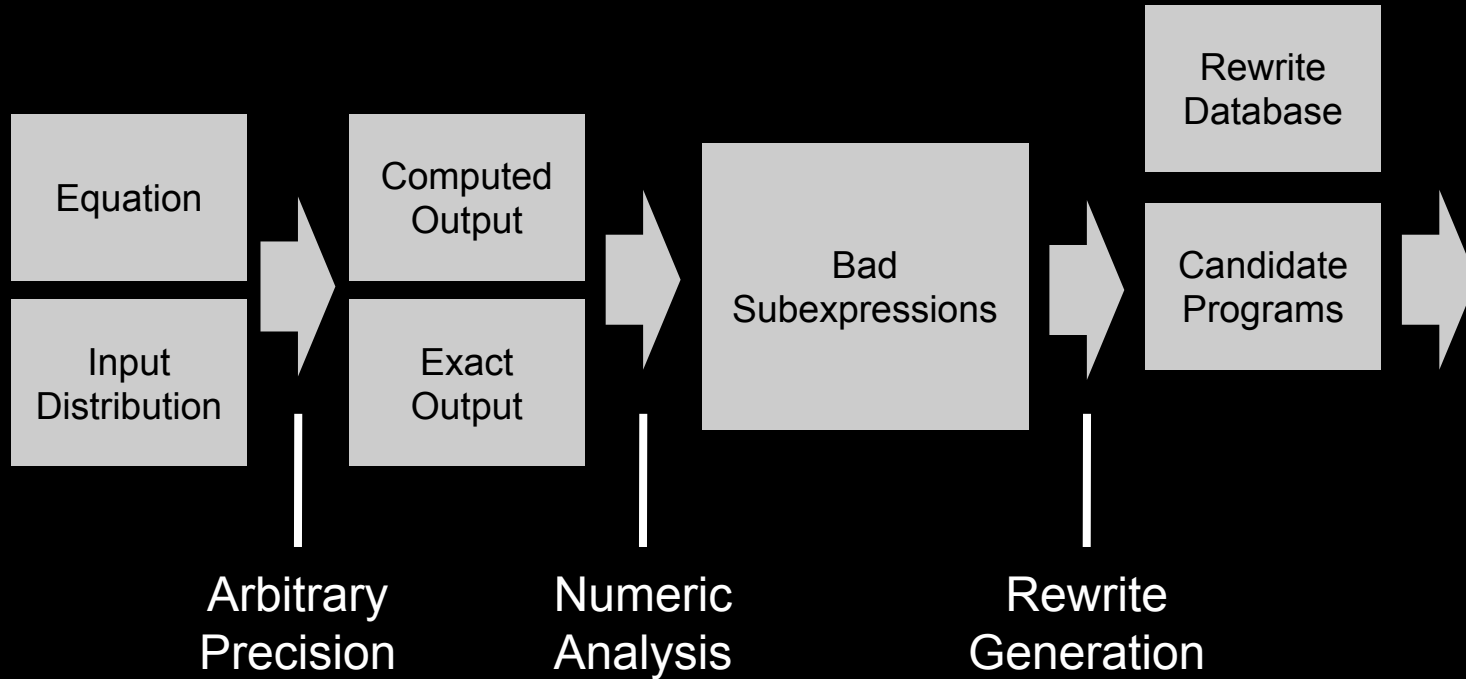 Equation
Input
Distribution
Computed
Output
Exact
Output
Bad
Subexpressions
Rewrite
Database
Candidate
Programs
Arbitrary
Precision
Numeric
Analysis
Rewrite
Generation